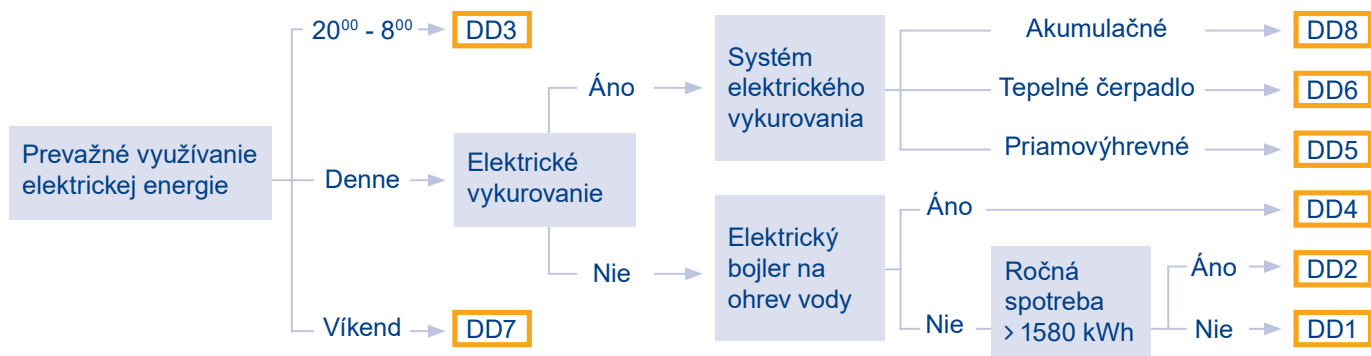 20⁰⁰ - 8⁰⁰
DD3
Prevažné využívanie
elektrickej energie
Denne
Elektrické
vykurovanie
Áno
Systém
elektrického
vykurovania
Akumulačné
DD8
Tepelné čerpadlo
DD6
Priamovýhrevné
DD5
Nie
Elektrický
bojler na
ohrev vody
Áno
DD4
Nie
Ročná
spotreba
> 1580 kWh
Áno
DD2
Nie
DD1
Víkend
DD7